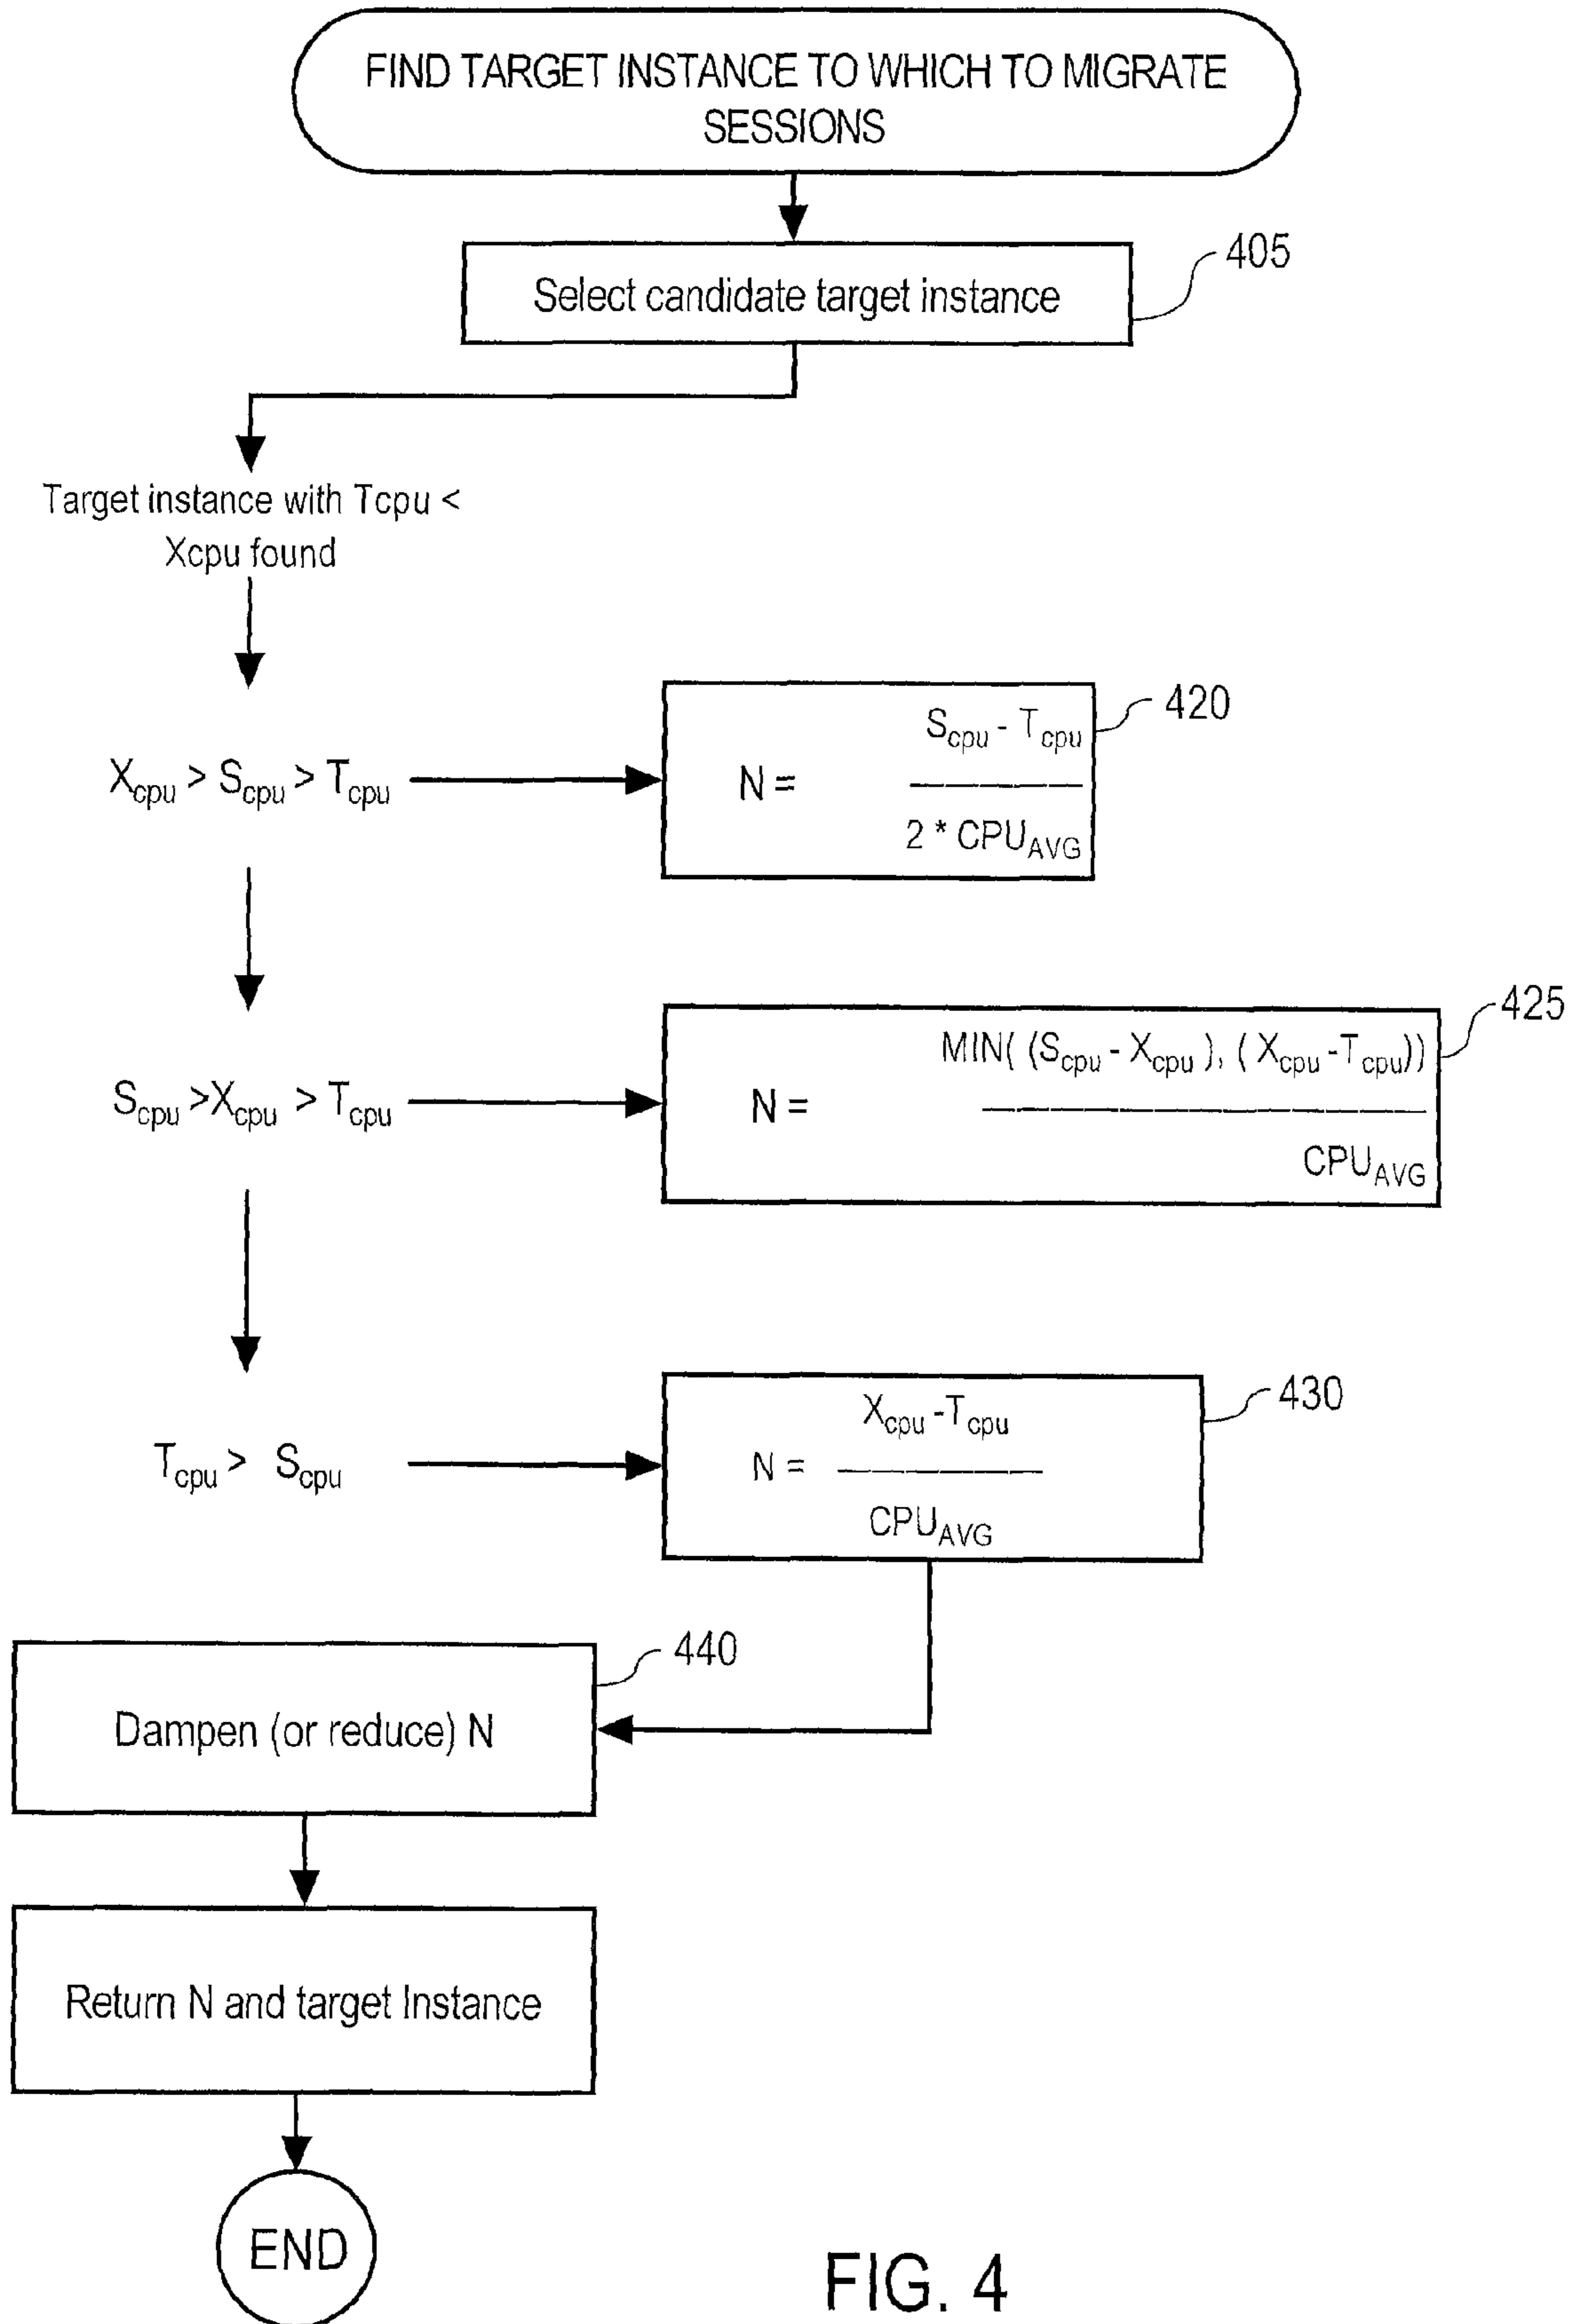 FIND TARGET INSTANCE TO WHICH TO MIGRATE
SESSIONS
Select candidate target instance
405
Target instance with Tcpu <
Xcpu found
Xcpu > Scpu > Tcpu
Scpu - Tcpu
N =
2 * CPUAVG
420
Scpu >Xcpu > Tcpu
MIN( (Scpu - Xcpu ), ( Xcpu -Tcpu))
N =
CPUAVG
425
Tcpu > Scpu
Xcpu -Tcpu
N =
CPUAVG
430
440
Dampen (or reduce) N
Return N and target Instance
END
FIG. 4